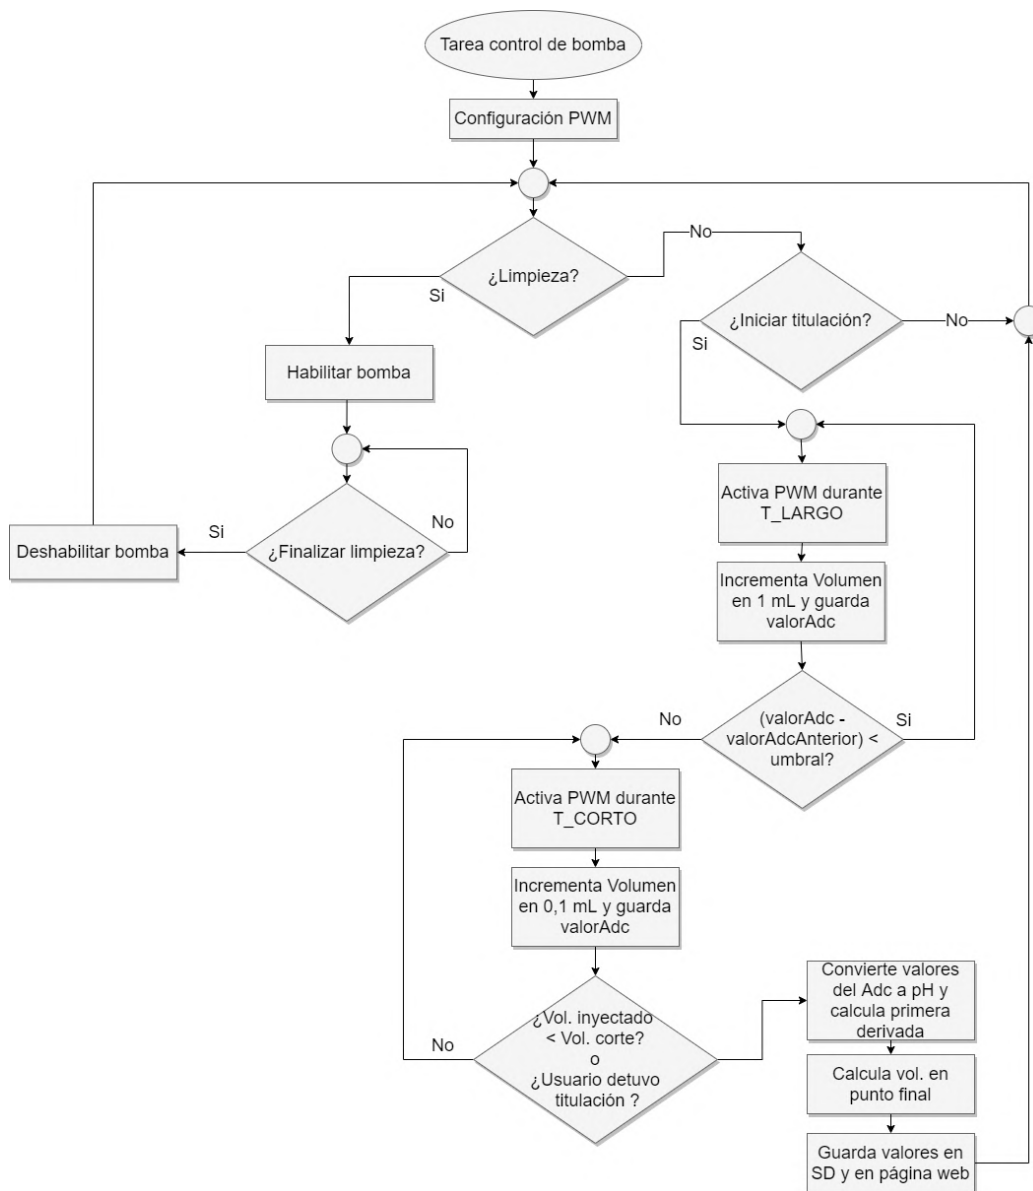 Tarea control de bomba
Configuración PWM
¿Limpieza?
No
Si
¿Iniciar titulación?
No
Si
Habilitar bomba
¿Finalizar limpieza?
No
Si
Deshabilitar bomba
Activa PWM durante
T_LARGO
Incrementa Volumen
en 1 mL y guarda
valorAdc
(valorAdc -
valorAdcAnterior) <
umbral?
No
Si
Activa PWM durante
T_CORTO
Incrementa Volumen
en 0,1 mL y guarda
valorAdc
¿Vol. inyectado
< Vol. corte?
o
¿Usuario detuvo
titulación ?
No
Convierte valores
del Adc a pH y
calcula primera
derivada
Calcula vol. en
punto final
Guarda valores en
SD y en página web